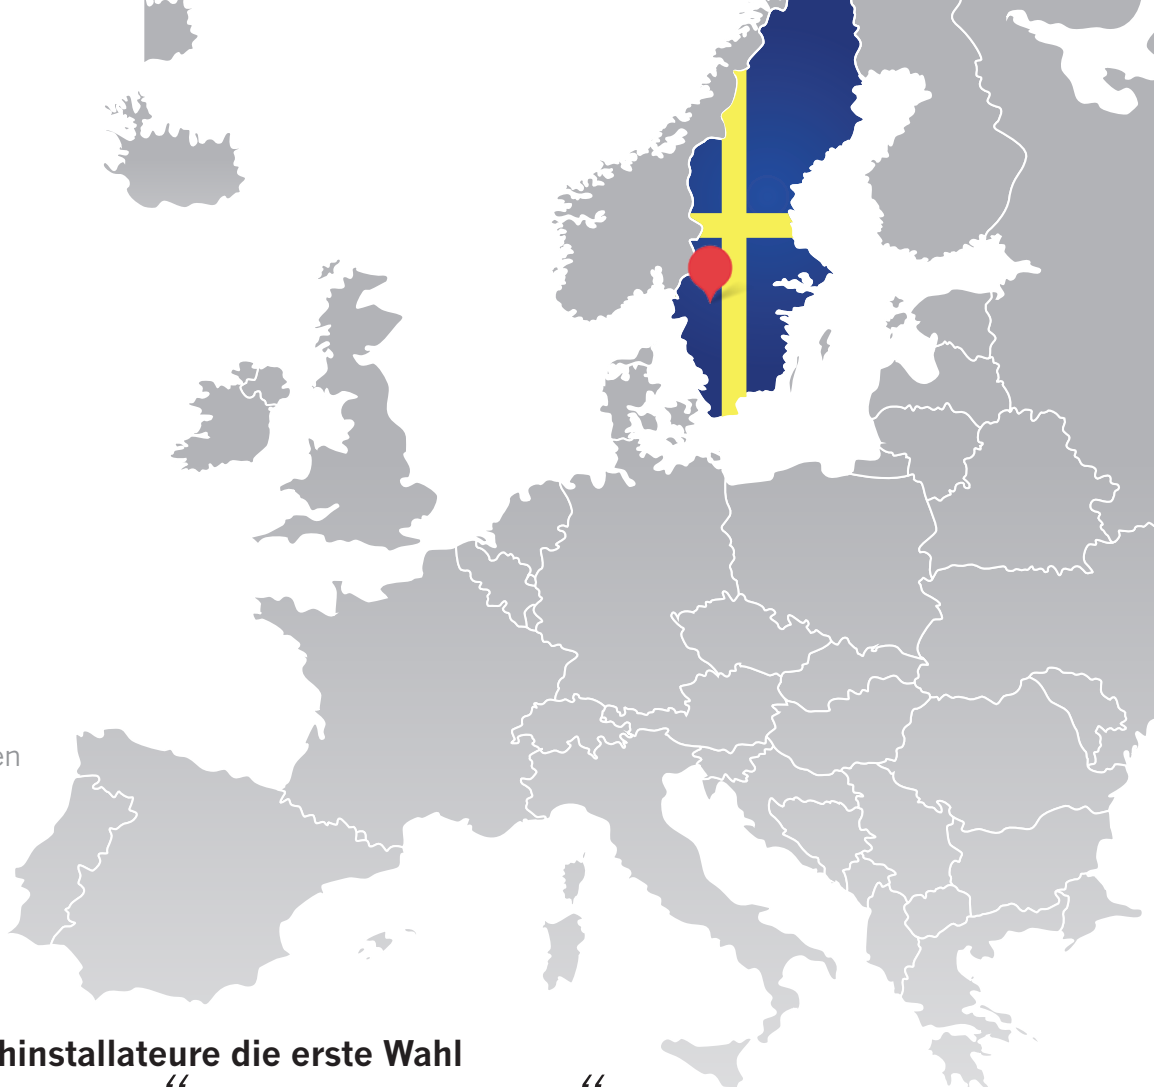 en
hinstallateure die erste Wahl
“ “